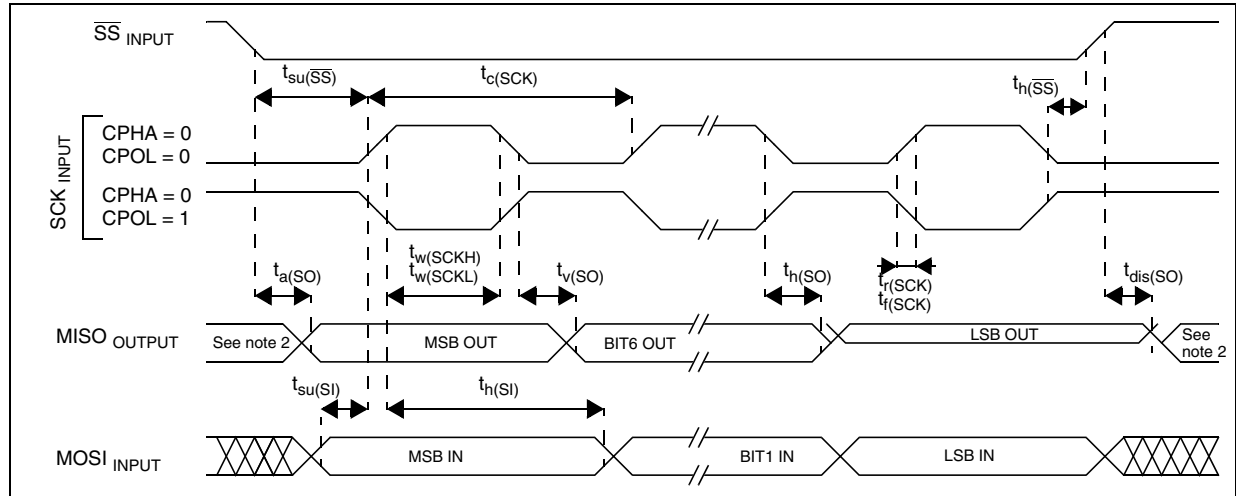 SS INPUT
tsu(SS)
tc(SCK)
th(SS)
SCK INPUT
CPHA = 0
CPOL = 0
CPHA = 0
CPOL = 1
ta(SO)
tw(SCKH)
tw(SCKL)
tv(SO)
th(SO)
tr(SCK)
tf(SCK)
tdis(SO)
MISO OUTPUT
See note 2
MSB OUT
BIT6 OUT
LSB OUT
See
note 2
tsu(SI)
th(SI)
MOSI INPUT
MSB IN
BIT1 IN
LSB IN